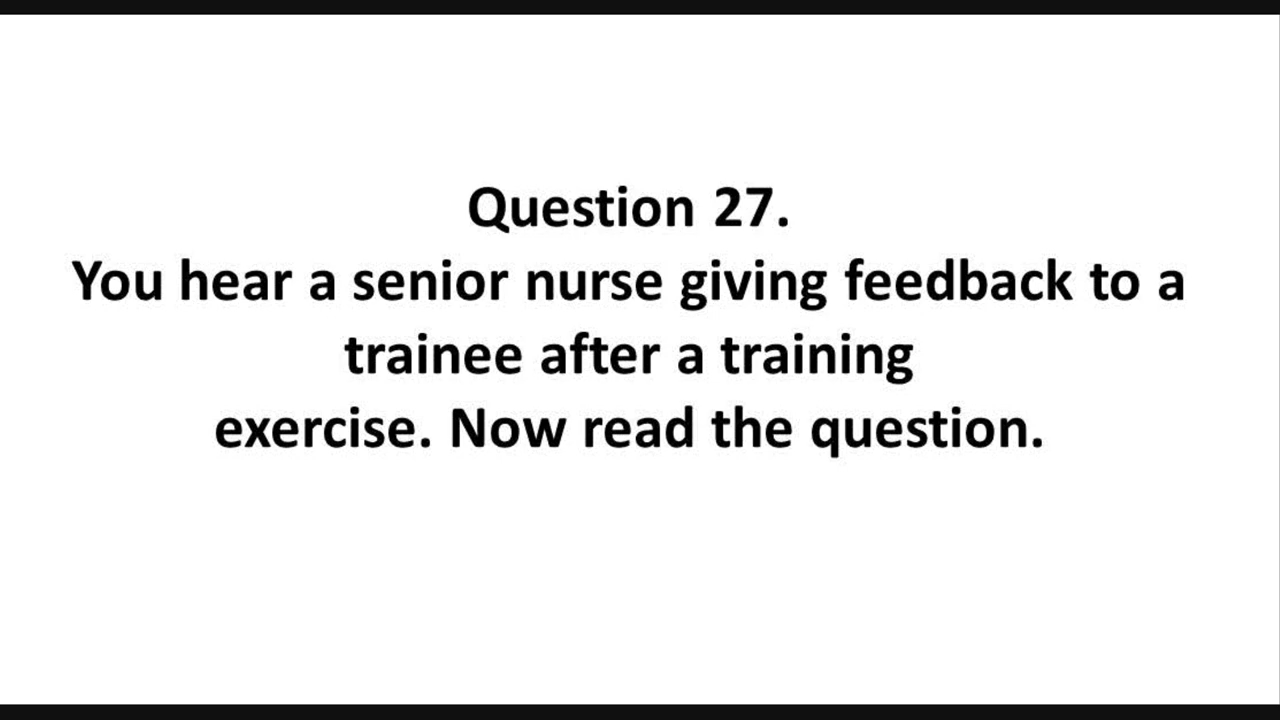 Question 27.
You hear a senior nurse giving feedback to a
trainee after a training
exercise. Now read the question.